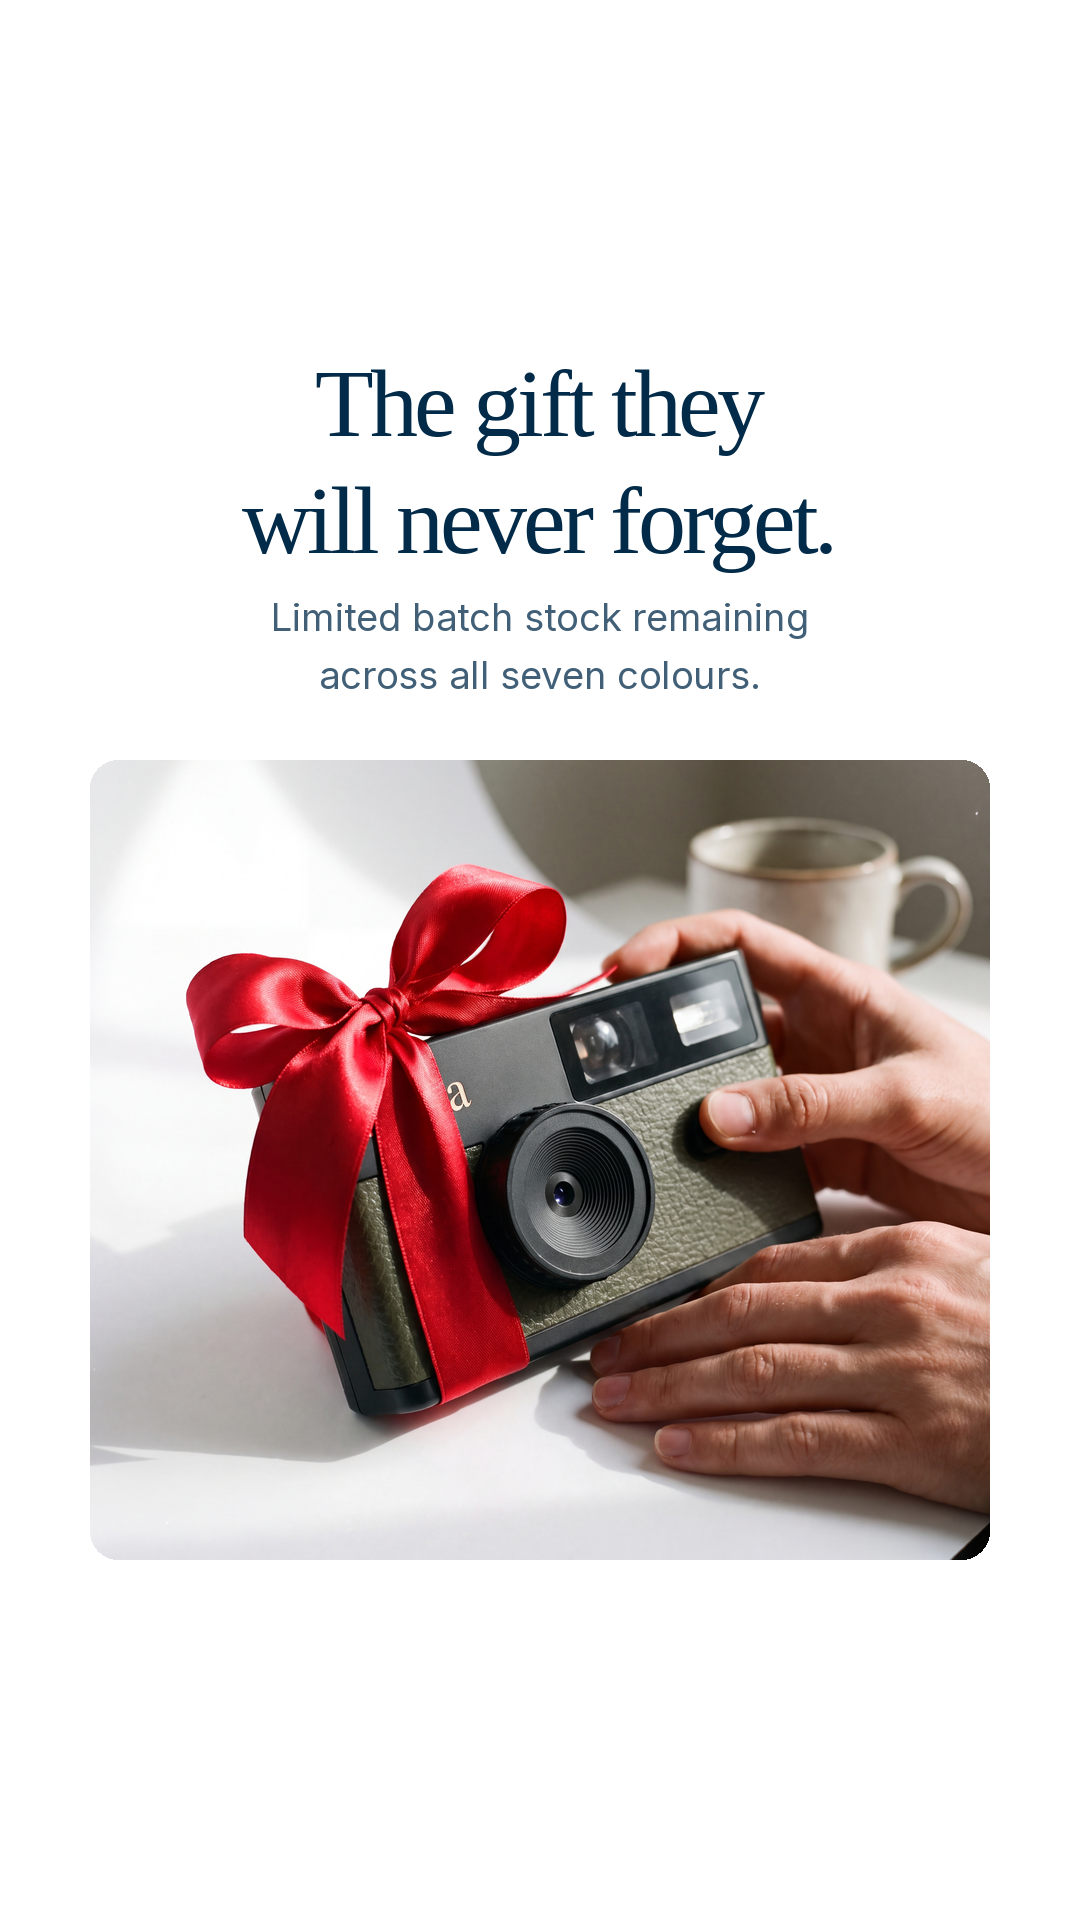 The gift they
will never forget.
Limited batch stock remaining
across all seven colours.
a